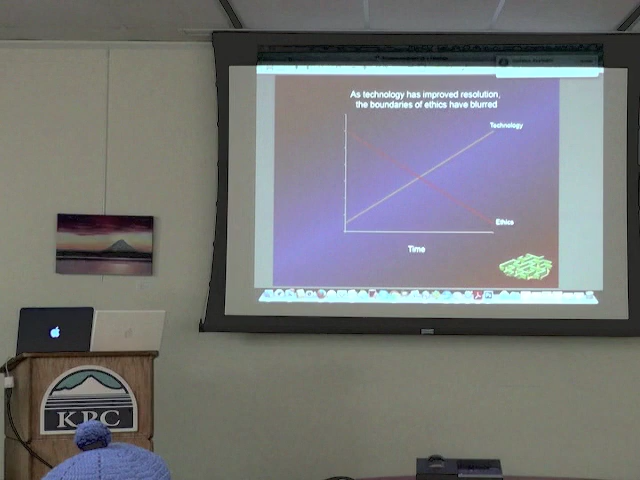 As technology has improved resolution,
the boundaries of ethics have blurred
Technology
Ethics
Time
KBC